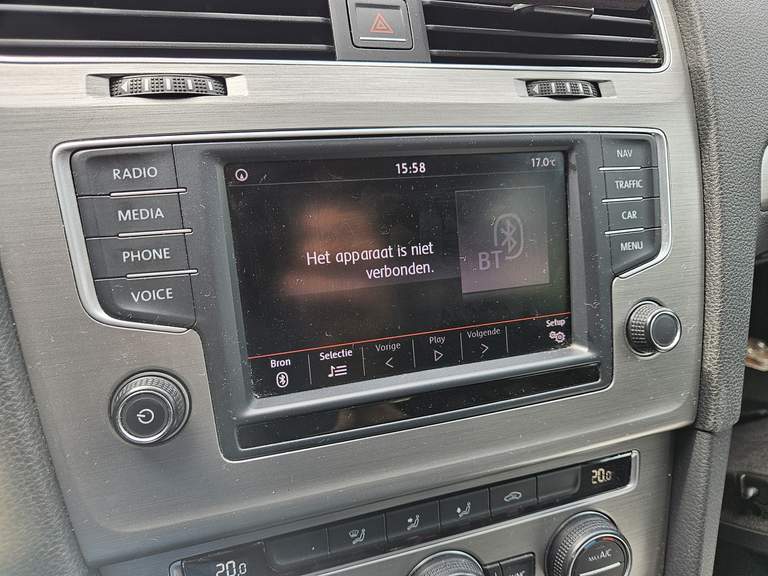 RADIO
MEDIA
PHONE
VOICE
15:58
17.0°C
Het apparaat is niet
verbonden.
BT
Bron
Selectie
Vorige
Play
Volgende
Setup
NAV
TRAFFIC
CAR
MENU
20.0
20.0
MAX A/C